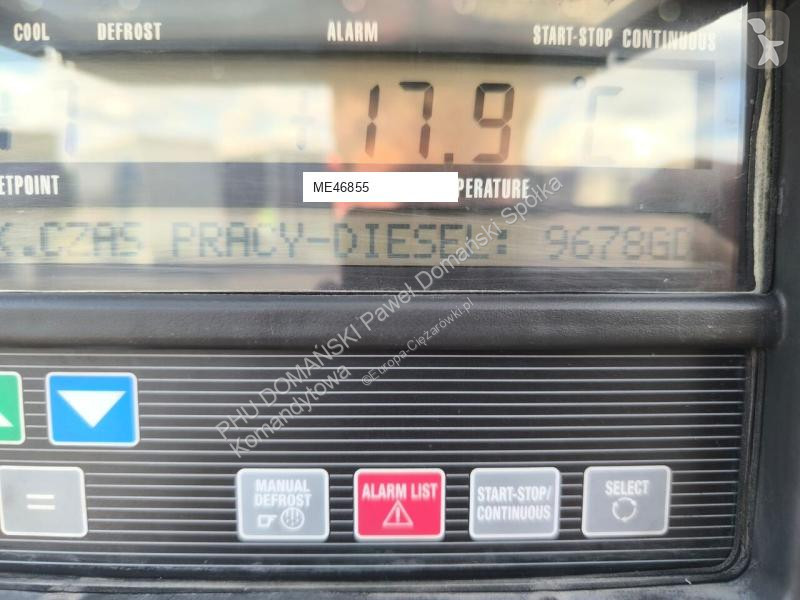 COOL DEFROST ALARM START-STOP CONTINUOUS
+17,9 °C
ETPOINT ME46855 PERATURE
K.CZAS PRACY-DIESEL: 9678GD
PHU DOMAŃSKI Paweł Domański Spółka
Komandytowa
©Europa-Ciężarówki.pl
=
MANUAL DEFROST
ALARM LIST
START-STOP/
CONTINUOUS
SELECT